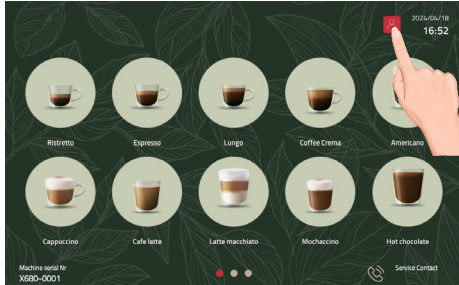 2024/04/18
16:52
Ristretto
Espresso
Lungo
Coffee Crema
Americano
Cappuccino
Cafe latte
Latte macchiato
Mochaccino
Hot chocolate
Machine serial Nr
X680-0001
Service Contact